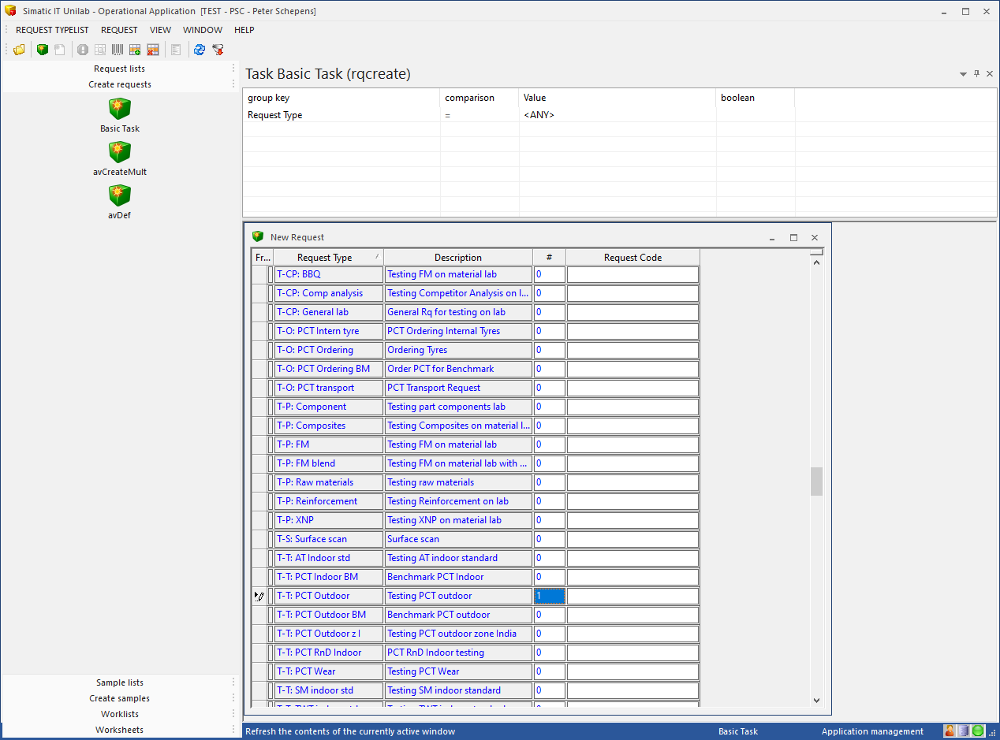 Simatic IT Unilab - Operational Application [TEST - PSC - Peter Schepens]
REQUEST TYPELIST REQUEST VIEW WINDOW HELP
Request lists
Create requests
Basic Task
avCreateMult
avDef
Sample lists
Create samples
Worklists
Worksheets
Task Basic Task (rqcreate)
group key comparison Value boolean
Request Type = <ANY>
New Request
Fr... Request Type Description # Request Code
T-CP: BBQ Testing FM on material lab 0
T-CP: Comp analysis Testing Competitor Analysis on l... 0
T-CP: General lab General Rq for testing on lab 0
T-O: PCT Intern tyre PCT Ordering Internal Tyres 0
T-O: PCT Ordering Ordering Tyres 0
T-O: PCT Ordering BM Order PCT for Benchmark 0
T-O: PCT transport PCT Transport Request 0
T-P: Component Testing part components lab 0
T-P: Composites Testing Composites on material l... 0
T-P: FM Testing FM on material lab 0
T-P: FM blend Testing FM on material lab with ... 0
T-P: Raw materials Testing raw materials 0
T-P: Reinforcement Testing Reinforcement on lab 0
T-P: XNP Testing XNP on material lab 0
T-S: Surface scan Surface scan 0
T-T: AT Indoor std Testing AT indoor standard 0
T-T: PCT Indoor BM Benchmark PCT Indoor 0
T-T: PCT Outdoor Testing PCT outdoor 1
T-T: PCT Outdoor BM Benchmark PCT outdoor 0
T-T: PCT Outdoor z I Testing PCT outdoor zone India 0
T-T: PCT RnD Indoor PCT RnD Indoor testing 0
T-T: PCT Wear Testing PCT Wear 0
T-T: SM indoor std Testing SM indoor standard 0
Refresh the contents of the currently active window Basic Task Application management